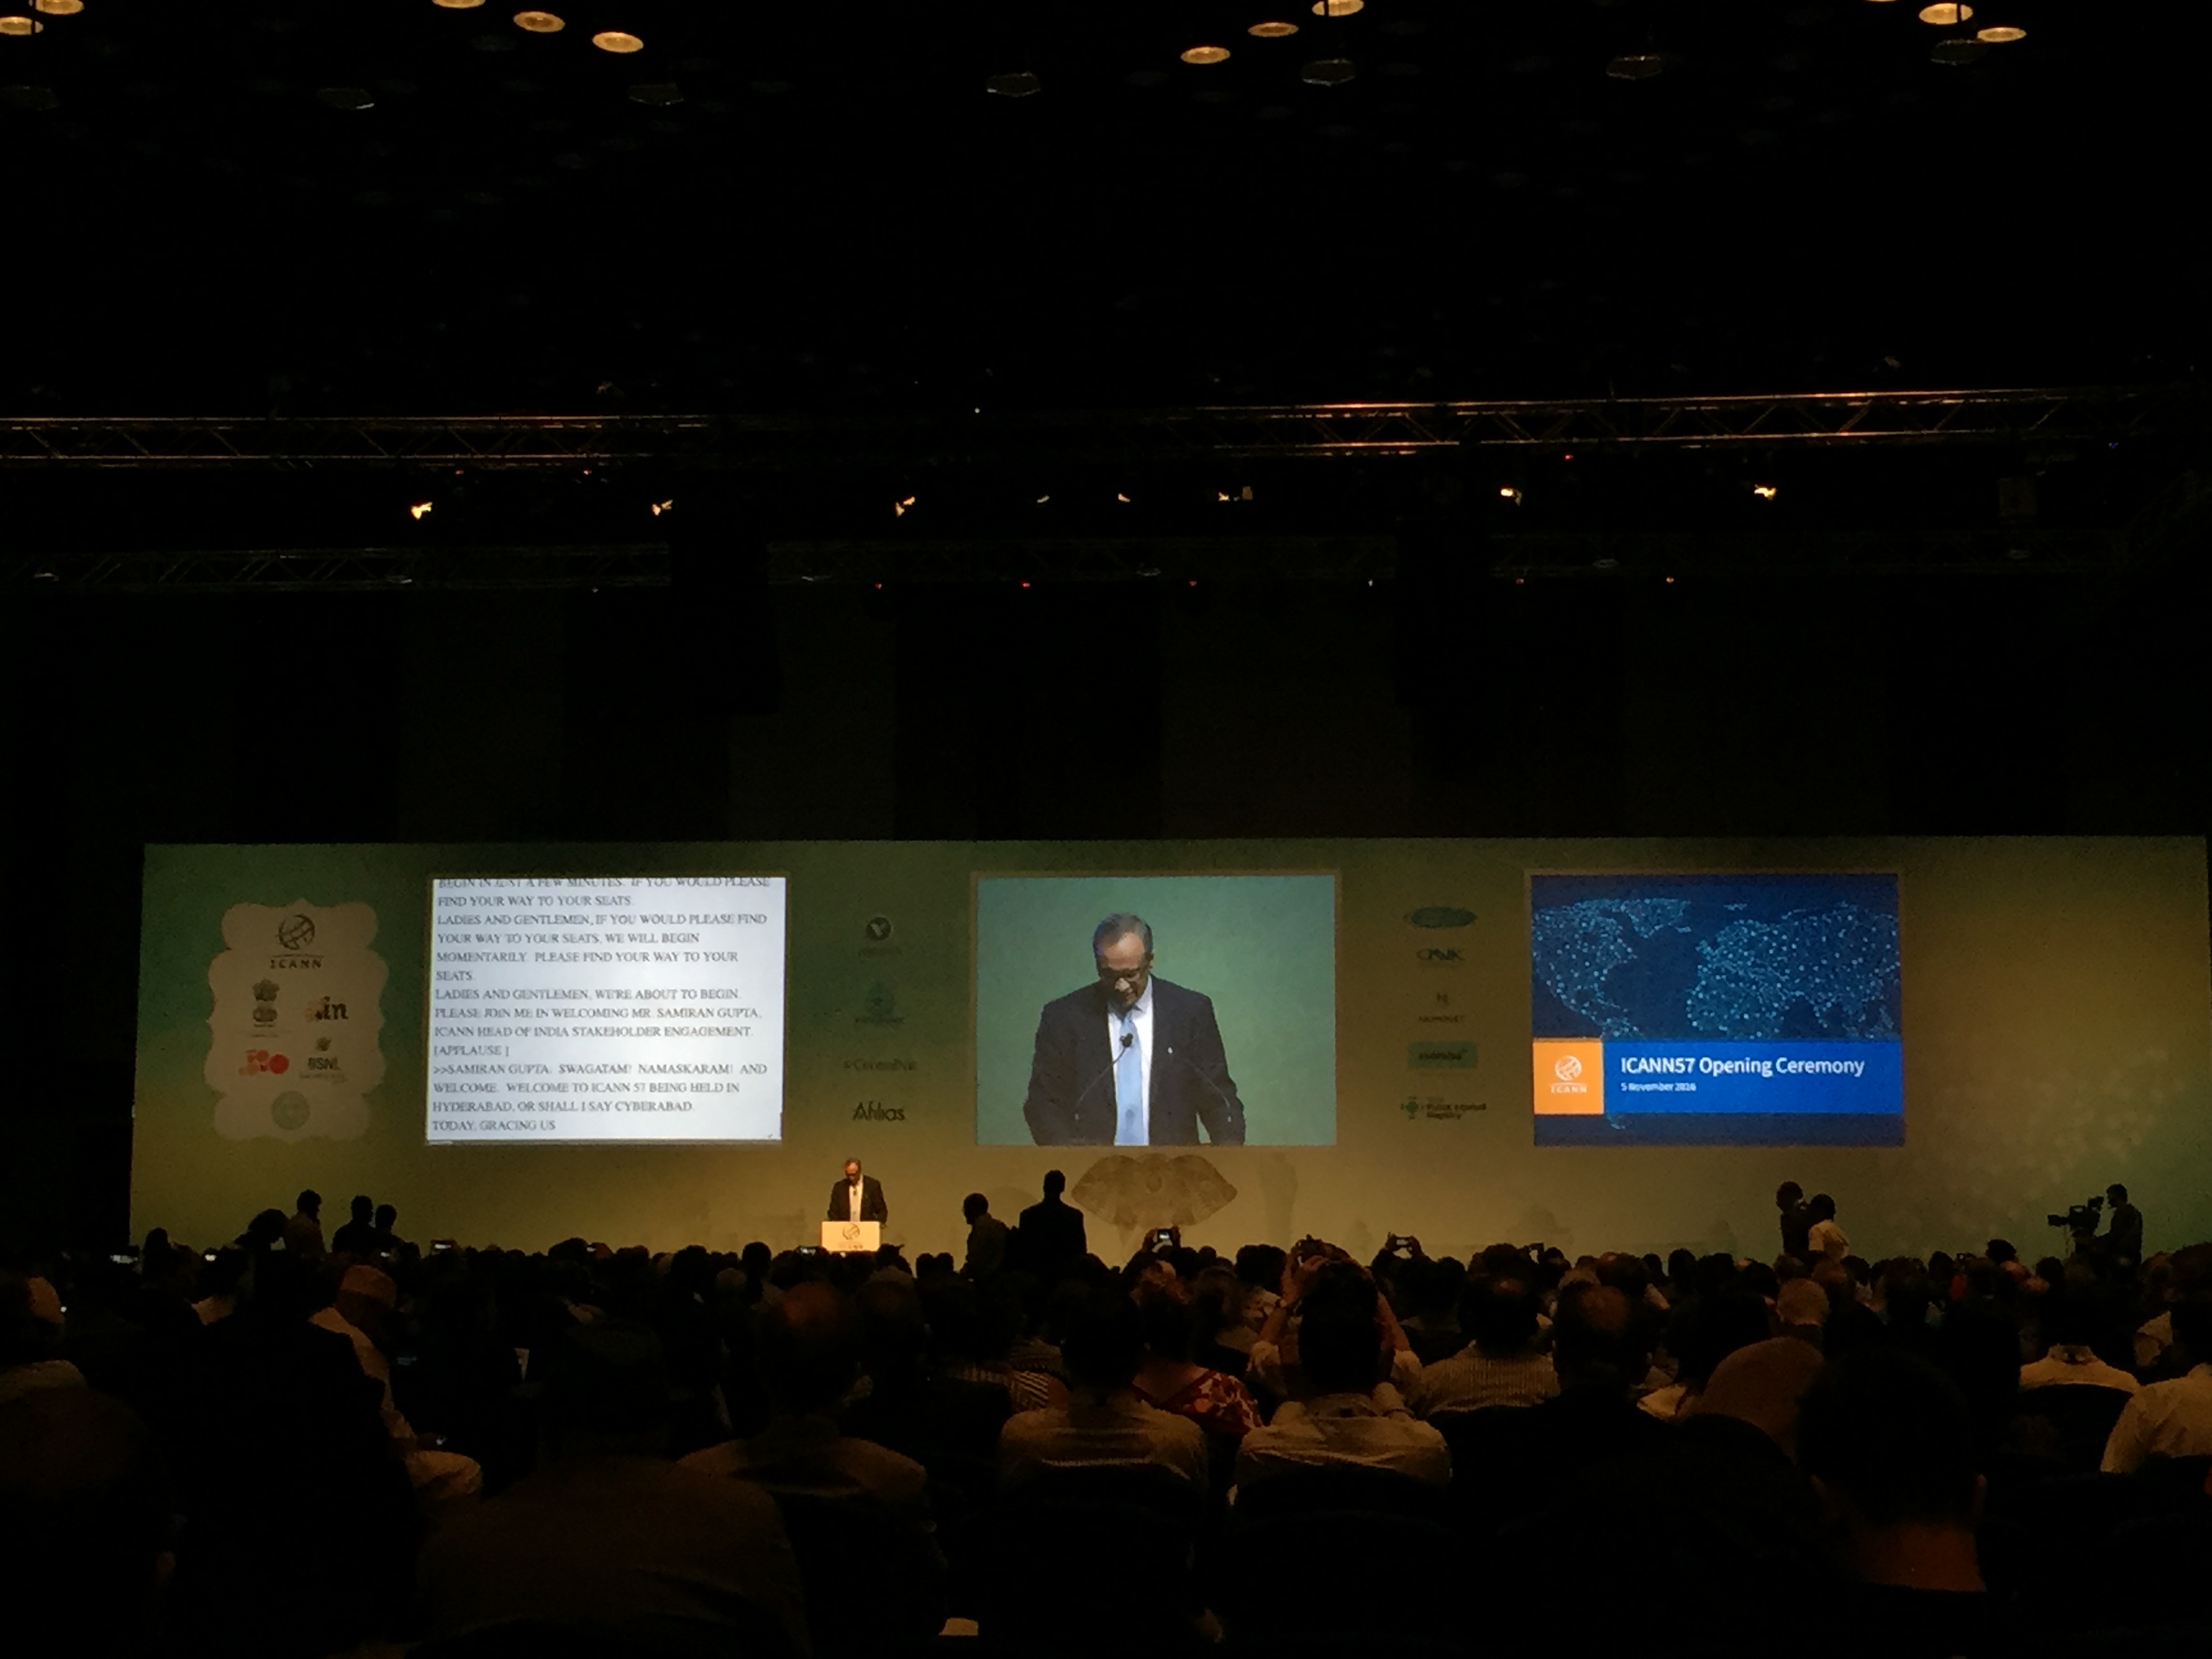 ICANN
.in
BSNL
BEGIN IN JUST A FEW MINUTES. IF YOU WOULD PLEASE
FIND YOUR WAY TO YOUR SEATS.
LADIES AND GENTLEMEN, IF YOU WOULD PLEASE FIND
YOUR WAY TO YOUR SEATS, WE WILL BEGIN
MOMENTARILY. PLEASE FIND YOUR WAY TO YOUR
SEATS.
LADIES AND GENTLEMEN, WE'RE ABOUT TO BEGIN.
PLEASE JOIN ME IN WELCOMING MR. SAMIRAN GUPTA,
ICANN HEAD OF INDIA STAKEHOLDER ENGAGEMENT.
[APPLAUSE ]
>>SAMIRAN GUPTA: SWAGATAM! NAMASKARAM! AND
WELCOME. WELCOME TO ICANN 57 BEING HELD IN
HYDERABAD, OR SHALL I SAY CYBERABAD.
TODAY, GRACING US
Afilias
Public Interest
Registry
ICANN
ICANN57 Opening Ceremony
5 November 2016